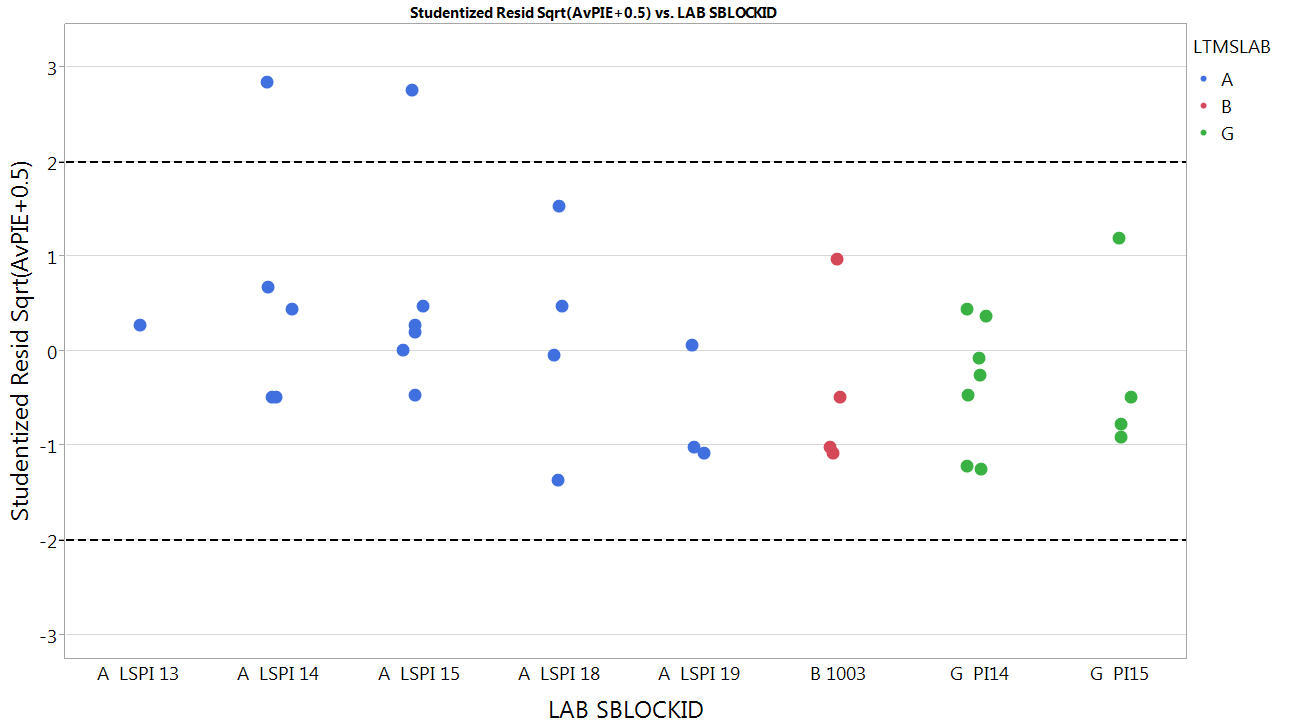 Studentized Resid Sqrt(AvPIE+0.5) vs. LAB SBLOCKID
LTMSLAB
A
B
G
Studentized Resid Sqrt(AvPIE+0.5)
3
2
1
0
-1
-2
-3
A LSPI 13
A LSPI 14
A LSPI 15
A LSPI 18
A LSPI 19
B 1003
G PI14
G PI15
LAB SBLOCKID